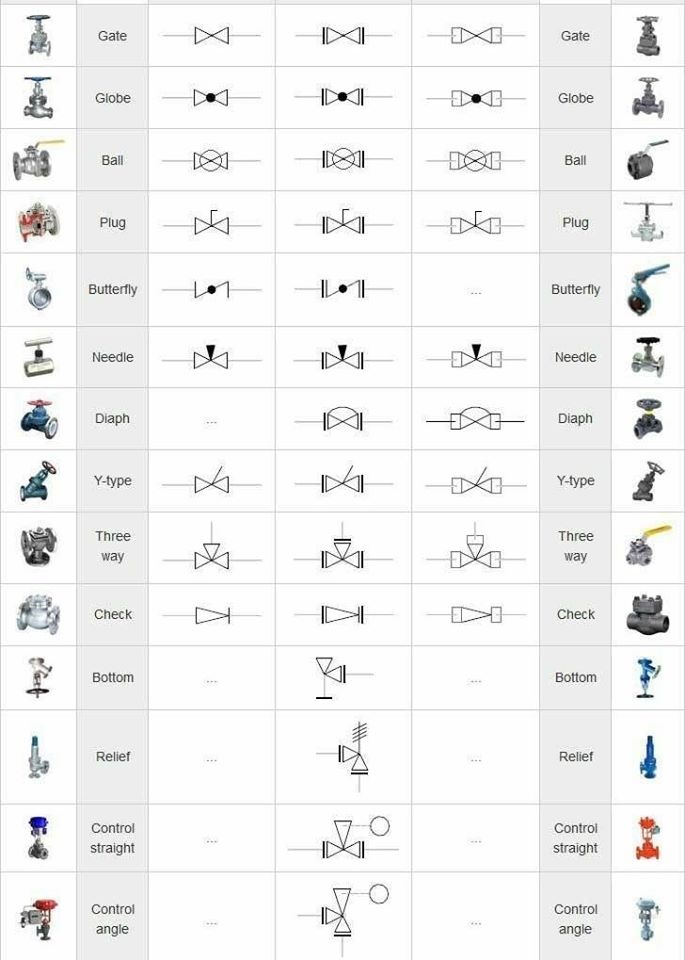 Gate Gate
Globe Globe
Ball Ball
Plug Plug
Butterfly ... Butterfly
Needle Needle
Diaph ... Diaph
Y-type Y-type
Three Three
way way
Check Check
Bottom ... ... Bottom
Relief ... ... Relief
Control Control
straight ... ... straight
Control Control
angle ... ... angle